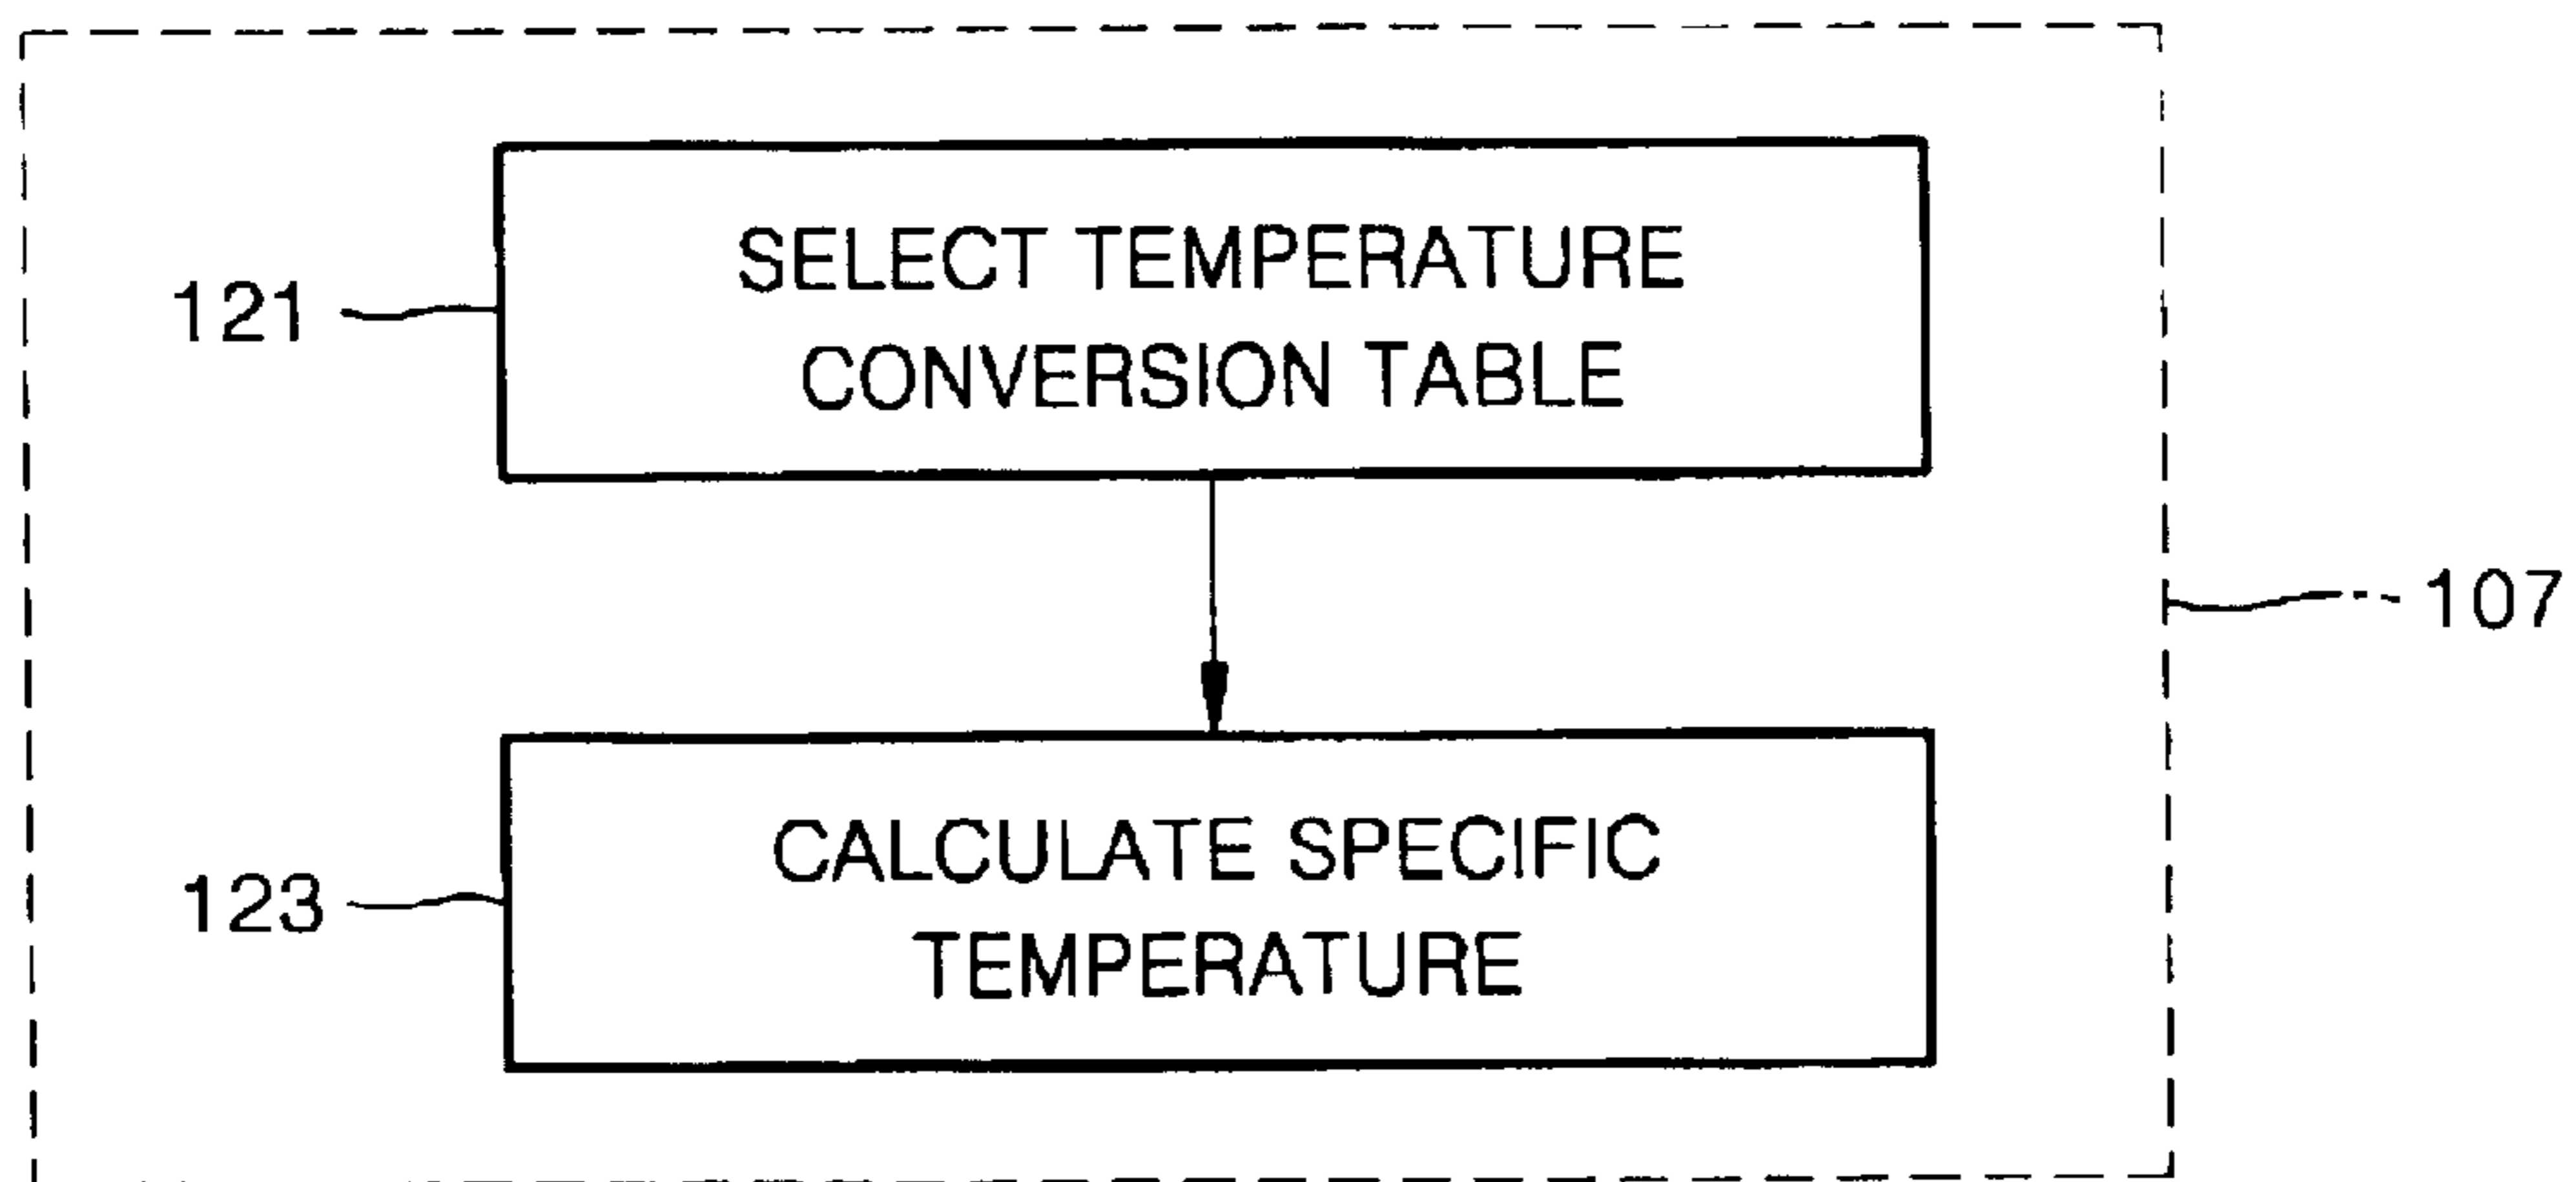 121
SELECT TEMPERATURE
CONVERSION TABLE
107
123
CALCULATE SPECIFIC
TEMPERATURE